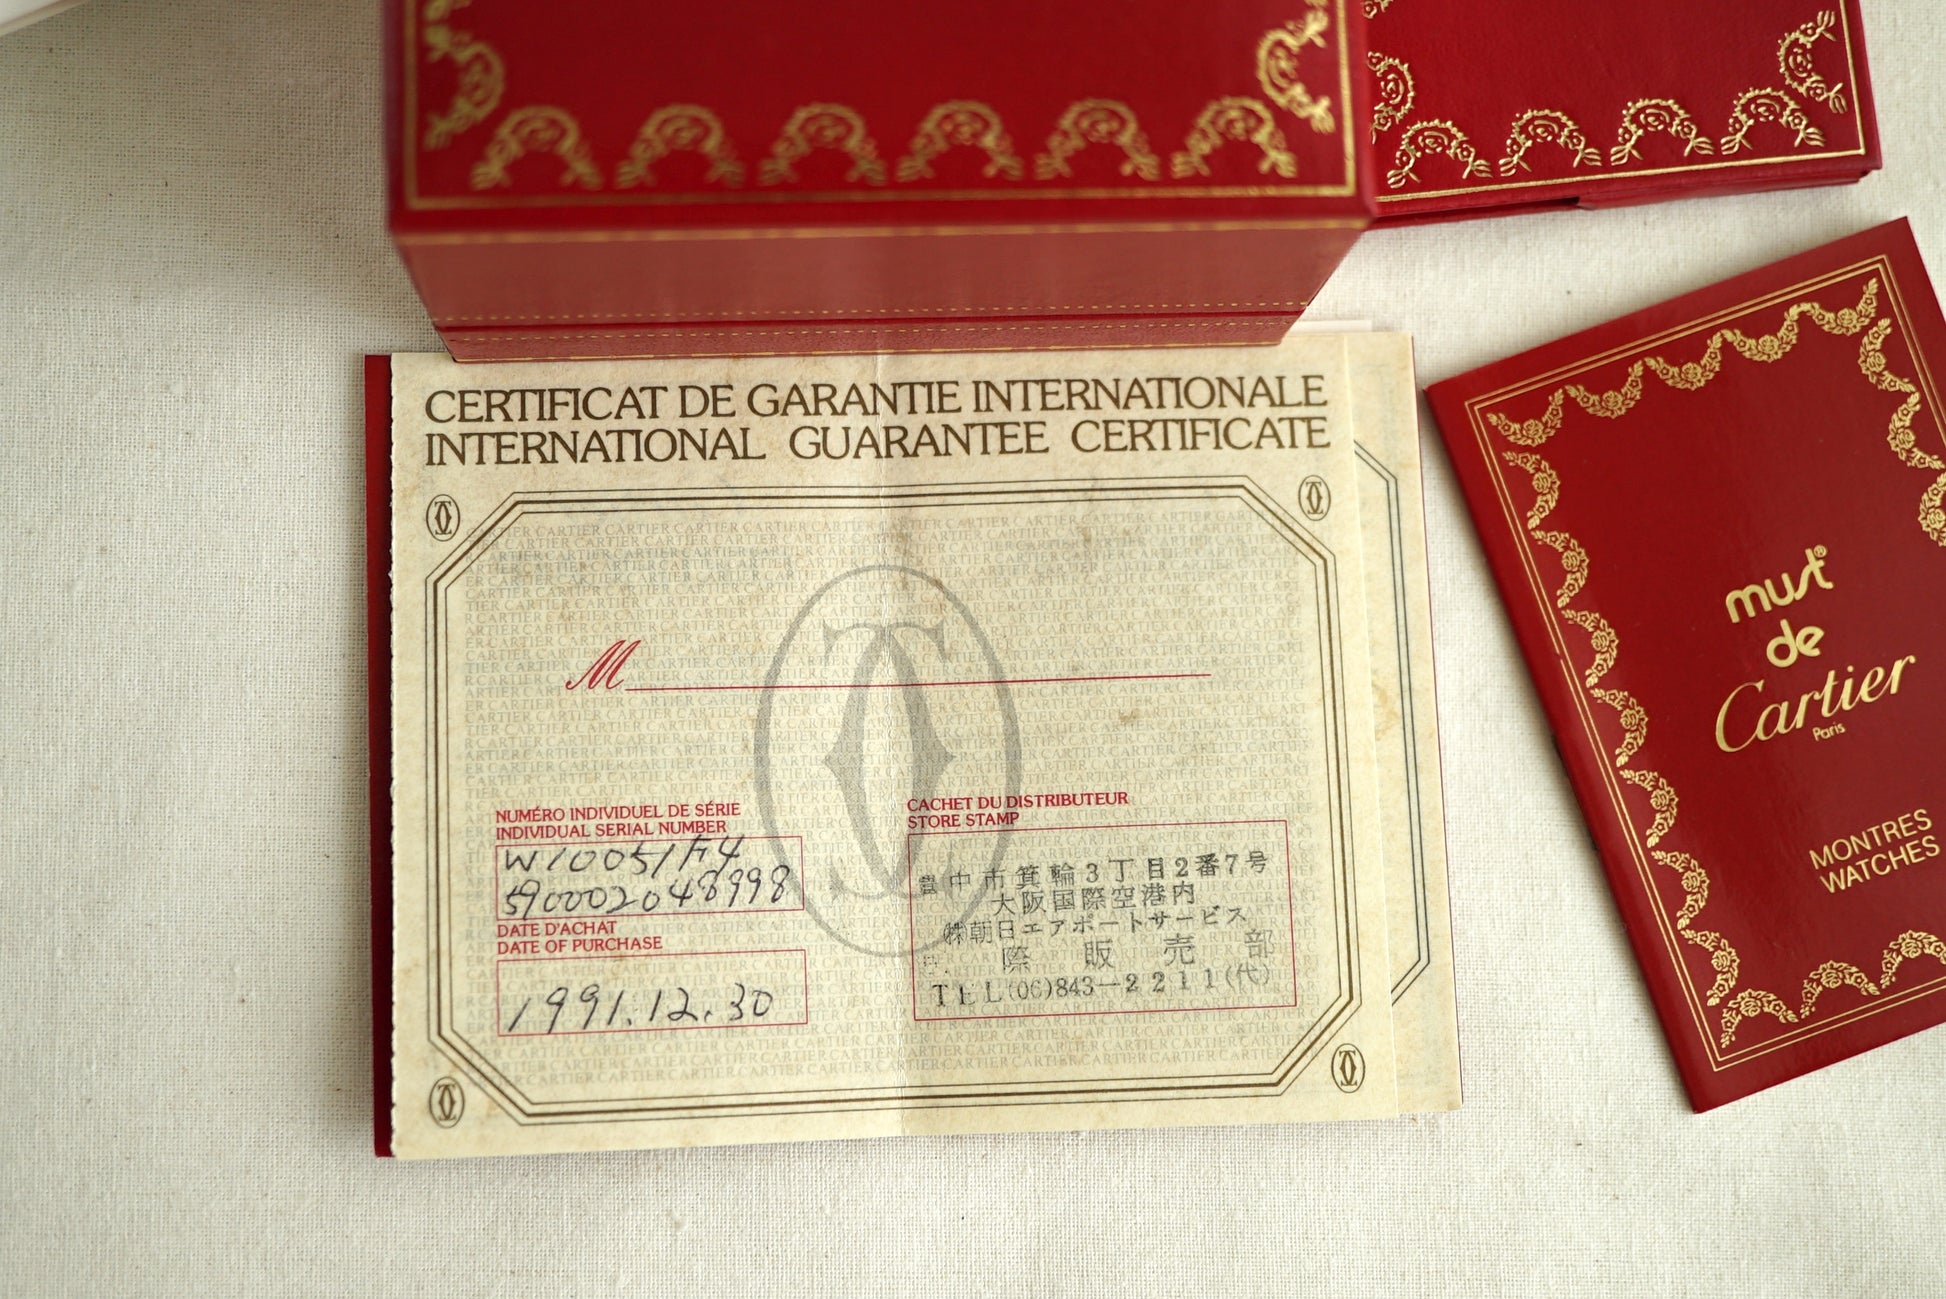 CERTIFICAT DE GARANTIE INTERNATIONALE
INTERNATIONAL GUARANTEE CERTIFICATE
M
NUMÉRO INDIVIDUEL DE SÉRIE
INDIVIDUAL SERIAL NUMBER
W10051F4
590002048998
DATE D'ACHAT
DATE OF PURCHASE
1991.12.30
CACHET DU DISTRIBUTEUR
STORE STAMP
豊中市箕輪3丁目2番7号
大阪国際空港内
㈱朝日エアポートサービス
際販売部
TEL(06)843-2211(代)
must®
de
Cartier
Paris
MONTRES
WATCHES